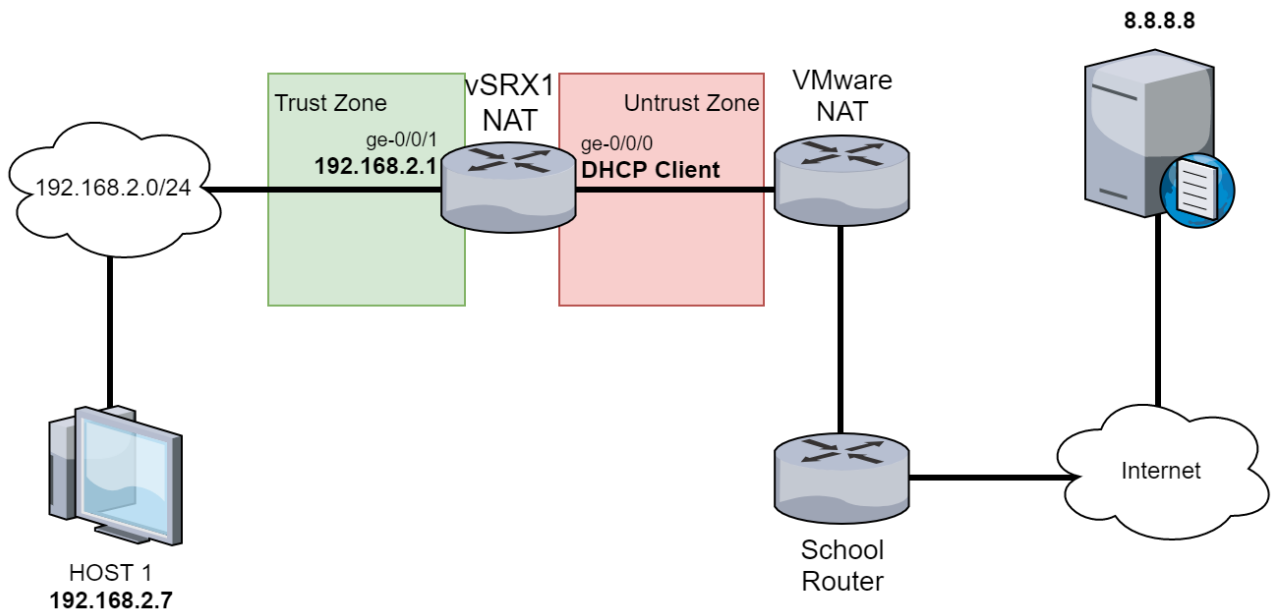 8.8.8.8
Trust Zone
ge-0/0/1
192.168.2.1
vSRX1
NAT
Untrust Zone
ge-0/0/0
DHCP Client
VMware
NAT
192.168.2.0/24
HOST 1
192.168.2.7
School
Router
Internet